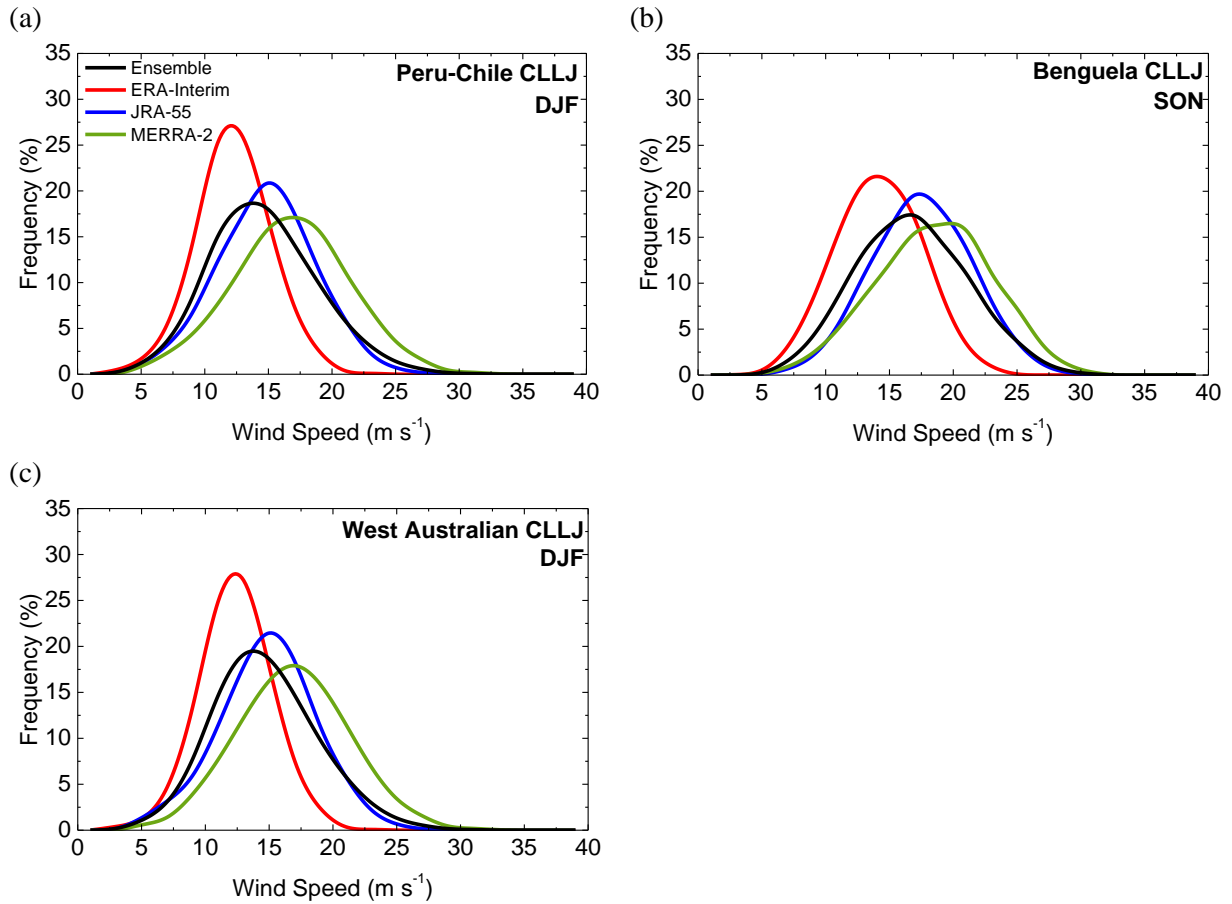 (a)
35
30
25
20
15
10
5
0
Frequency (%)
Ensemble
ERA-Interim
JRA-55
MERRA-2
Peru-Chile CLLJ
DJF
0 5 10 15 20 25 30 35 40
Wind Speed (m s-1)
(b)
35
30
25
20
15
10
5
0
Frequency (%)
Benguela CLLJ
SON
0 5 10 15 20 25 30 35 40
Wind Speed (m s-1)
(c)
35
30
25
20
15
10
5
0
Frequency (%)
West Australian CLLJ
DJF
0 5 10 15 20 25 30 35 40
Wind Speed (m s-1)